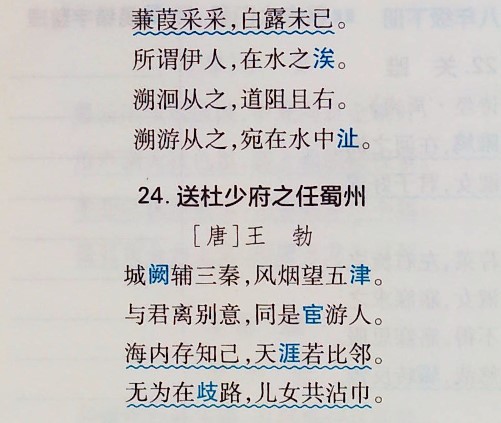 蒹葭采采,白露未已。
所谓伊人,在水之涘。
溯洄从之,道阻且右。
溯游从之,宛在水中沚。
24. 送杜少府之任蜀州
[唐]王 勃
城阙辅三秦,风烟望五津。
与君离别意,同是宦游人。
海内存知己,天涯若比邻。
无为在歧路,儿女共沾巾。